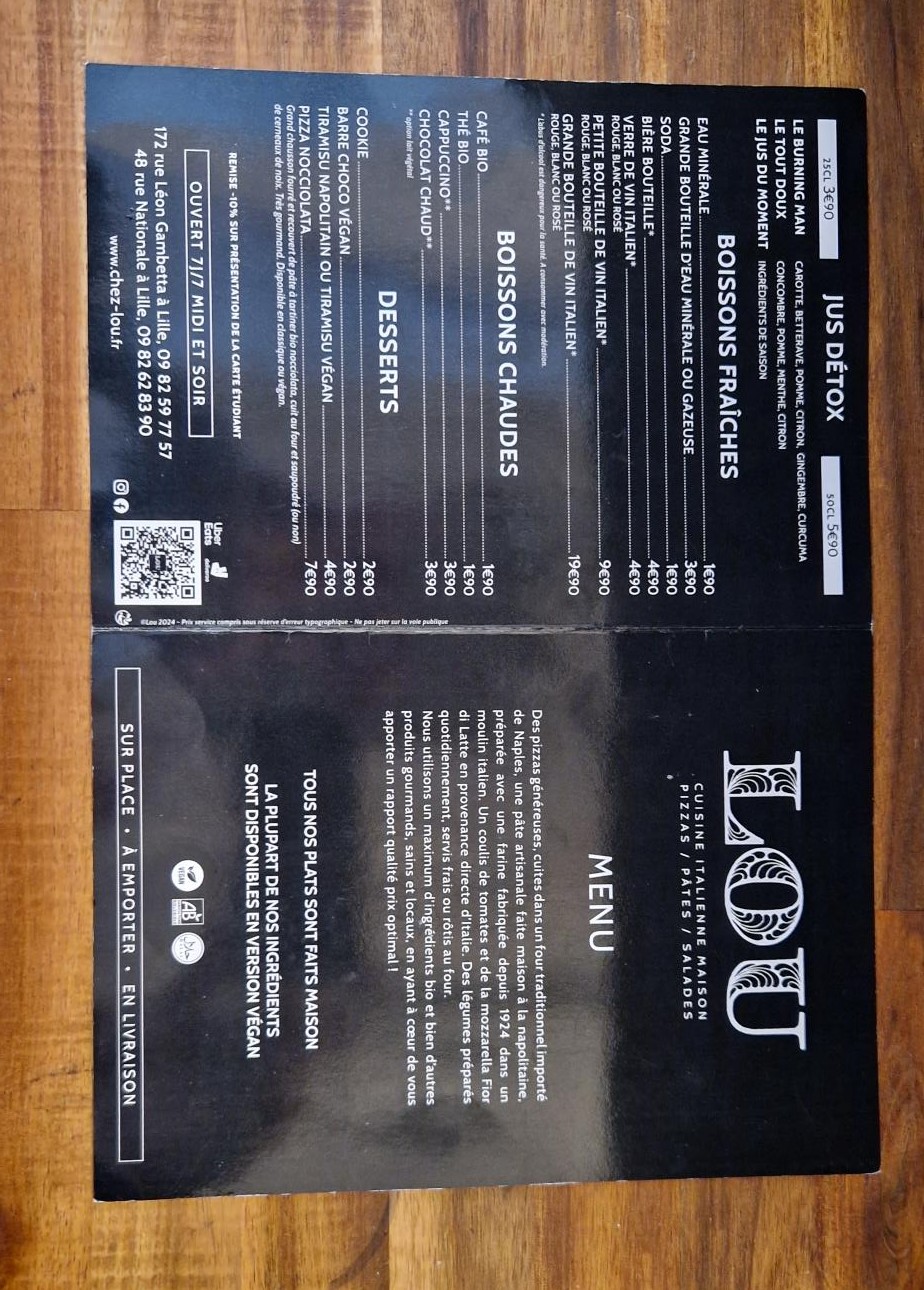 JUS DÉTOX
25CL 3€90
50CL 5€90
LE BURNING MAN CAROTTE, BETTERAVE, POMME, CITRON, GINGEMBRE, CURCUMA
LE TOUT DOUX CONCOMBRE, POMME, MENTHE, CITRON
LE JUS DU MOMENT INGRÉDIENTS DE SAISON
BOISSONS FRAÎCHES
EAU MINÉRALE 1€90
GRANDE BOUTEILLE D'EAU MINÉRALE OU GAZEUSE 3€90
SODA 1€90
BIÈRE BOUTEILLE* 4€90
VERRE DE VIN ITALIEN* 4€90
ROUGE, BLANC OU ROSÉ
PETITE BOUTEILLE DE VIN ITALIEN* 9€90
ROUGE, BLANC OU ROSÉ
GRANDE BOUTEILLE DE VIN ITALIEN* 19€90
ROUGE, BLANC OU ROSÉ
* L'abus d'alcool est dangereux pour la santé. À consommer avec modération.
BOISSONS CHAUDES
CAFÉ BIO 1€90
THÉ BIO 1€90
CAPPUCCINO** 3€90
CHOCOLAT CHAUD** 3€90
** option lait végétal
DESSERTS
COOKIE 2€90
BARRE CHOCO VÉGAN 2€90
TIRAMISU NAPOLITAIN OU TIRAMISU VÉGAN 4€90
PIZZA NOCCIOLATA 7€90
Grand chausson fourré et recouvert de pâte à tartiner bio nocciolata, cuit au four et saupoudré (ou non)
de cerneaux de noix. Très gourmand. Disponible en classique ou végan.
REMISE -10% SUR PRÉSENTATION DE LA CARTE ÉTUDIANT
OUVERT 7J/7 MIDI ET SOIR
172 rue Léon Gambetta à Lille, 09 82 59 77 57
48 rue Nationale à Lille, 09 82 62 83 90
www.chez-lou.fr
Uber
Eats
deliveroo
©Lou 2024 - Prix service compris sous réserve d'erreur typographique - Ne pas jeter sur la voie publique
LOU
CUISINE ITALIENNE MAISON
PIZZAS / PÂTES / SALADES
MENU
Des pizzas généreuses, cuites dans un four traditionnel importé
de Naples, une pâte artisanale faite maison à la napolitaine,
préparée avec une farine fabriquée depuis 1924 dans un
moulin italien. Un coulis de tomates et de la mozzarella Fior
di Latte en provenance directe d'Italie. Des légumes préparés
quotidiennement, servis frais ou rôtis au four.
Nous utilisons un maximum d'ingrédients bio et bien d'autres
produits gourmands, sains et locaux, en ayant à cœur de vous
apporter un rapport qualité prix optimal !
TOUS NOS PLATS SONT FAITS MAISON
LA PLUPART DE NOS INGRÉDIENTS
SONT DISPONIBLES EN VERSION VÉGAN
VEGAN
AB
حلال
SUR PLACE • À EMPORTER • EN LIVRAISON